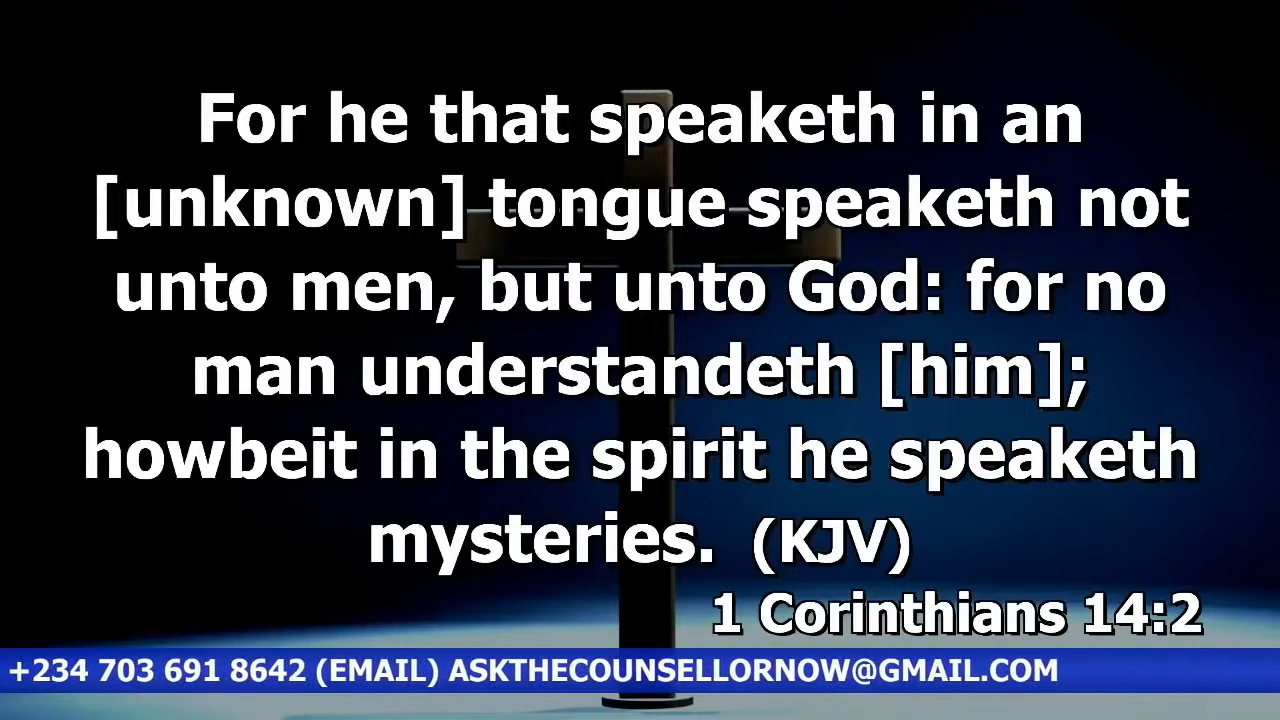 For he that speaketh in an
[unknown] tongue speaketh not
unto men, but unto God: for no
man understandeth [him];
howbeit in the spirit he speaketh
mysteries. (KJV)
1 Corinthians 14:2
+234 703 691 8642 (EMAIL) ASKTHECOUNSELLORNOW@GMAIL.COM